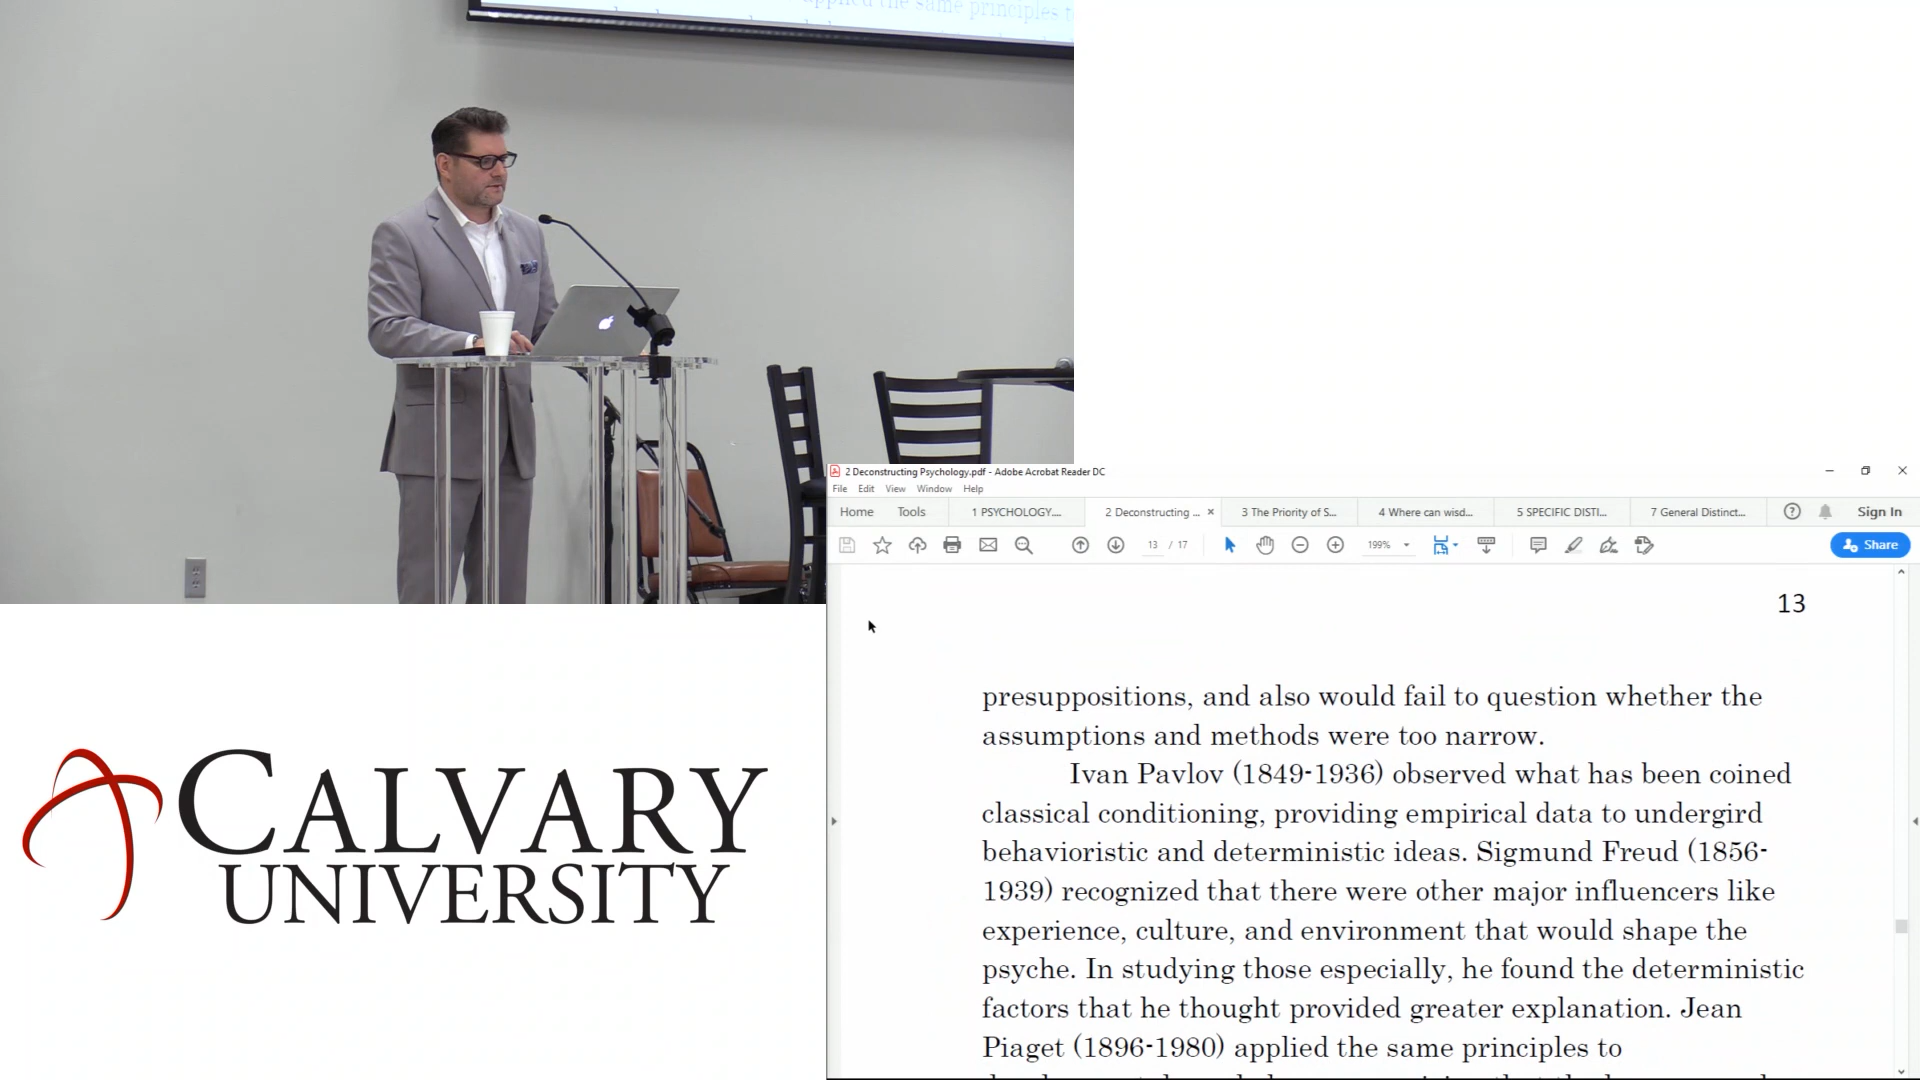 applied the same principles t
2 Deconstructing Psychology.pdf - Adobe Acrobat Reader DC
File Edit View Window Help
Home Tools 1 PSYCHOLOGY.... 2 Deconstructing ... 3 The Priority of S... 4 Where can wisd... 5 SPECIFIC DISTI... 7 General Distinct... Sign In
13 / 17 199% Share
13
presuppositions, and also would fail to question whether the
assumptions and methods were too narrow.
Ivan Pavlov (1849-1936) observed what has been coined
classical conditioning, providing empirical data to undergird
behavioristic and deterministic ideas. Sigmund Freud (1856-
1939) recognized that there were other major influencers like
experience, culture, and environment that would shape the
psyche. In studying those especially, he found the deterministic
factors that he thought provided greater explanation. Jean
Piaget (1896-1980) applied the same principles to
CALVARY
UNIVERSITY